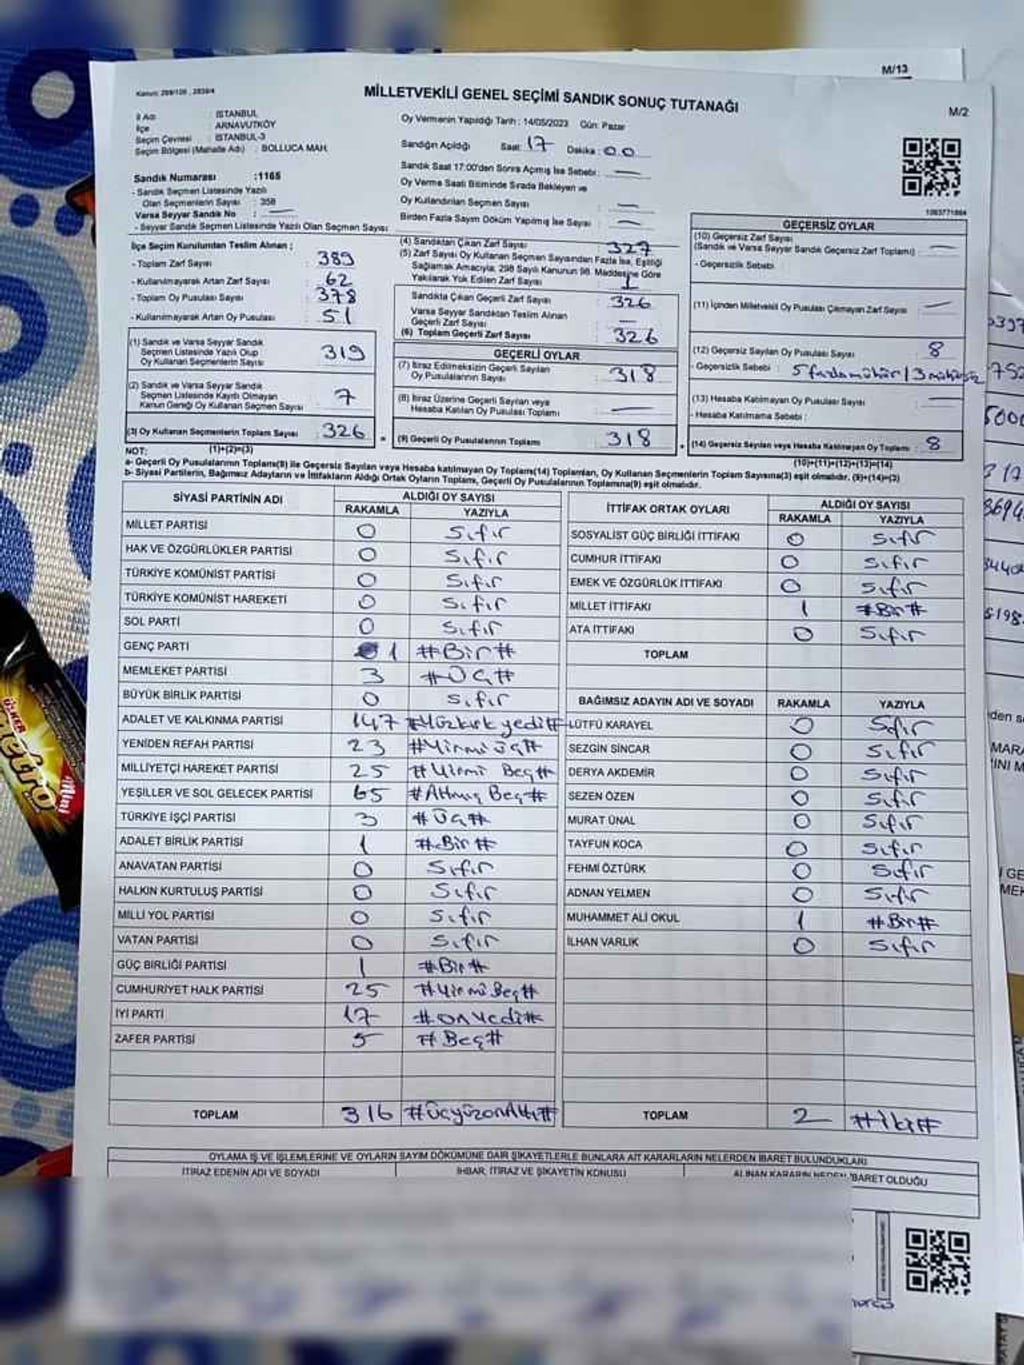 M/13
Kanun: 298/105 , 2839/4
MİLLETVEKİLİ GENEL SEÇİMİ SANDIK SONUÇ TUTANAĞI
M/2
İl Adı : İSTANBUL
İlçe ARNAVUTKÖY
Seçim Çevresi : İSTANBUL-3
Seçim Bölgesi (Mahalle Adı) : BOLLUCA MAH.
Oy Vermenin Yapıldığı Tarih : 14/05/2023 Gün: Pazar
Sandığın Açıldığı Saat: 17 Dakika : 00
Sandık Saat 17:00'den Sonra Açılmış İse Sebebi : —
Oy Verme Saati Bitiminde Sırada Bekleyen ve
Oy Kullandırılan Seçmen Sayısı : —
Birden Fazla Sayım Döküm Yapılmış İse Sayısı : —
Sandık Numarası :1165
- Sandık Seçmen Listesinde Yazılı
Olan Seçmenlerin Sayısı : 358
Varsa Seyyar Sandık No : —
- Seyyar Sandık Seçmen Listesinde Yazılı Olan Seçmen Sayısı :
İlçe Seçim Kurulundan Teslim Alınan ;
- Toplam Zarf Sayısı 389
- Kullanılmayarak Artan Zarf Sayısı : 62
- Toplam Oy Pusulası Sayısı : 378
- Kullanılmayarak Artan Oy Pusulası : 51
(1) Sandık ve Varsa Seyyar Sandık
Seçmen Listesinde Yazılı Olup
Oy Kullanan Seçmenlerin Sayısı : 319
(2) Sandık ve Varsa Seyyar Sandık
Seçmen Listesinde Kayıtlı Olmayan
Kanun Gereği Oy Kullanan Seçmen Sayısı : 7
(3) Oy Kullanan Seçmenlerin Toplam Sayısı : 326
(1)+(2)=(3)
(4) Sandıktan Çıkan Zarf Sayısı : 327
(5) Zarf Sayısı Oy Kullanan Seçmen Sayısından Fazla İse, Eşitliği
Sağlamak Amacıyla, 298 Sayılı Kanunun 98. Maddesine Göre
Yakılarak Yok Edilen Zarf Sayısı : 1
Sandıkta Çıkan Geçerli Zarf Sayısı : 326
Varsa Seyyar Sandıktan Teslim Alınan
Geçerli Zarf Sayısı : —
(6) Toplam Geçerli Zarf Sayısı : 326
GEÇERLİ OYLAR
(7) İtiraz Edilmeksizin Geçerli Sayılan
Oy Pusulalarının Sayısı : 318
(8) İtiraz Üzerine Geçerli Sayılan veya
Hesaba Katılan Oy Pusulası Toplamı : —
(9) Geçerli Oy Pusulalarının Toplamı : 318
1093771864
GEÇERSİZ OYLAR
(10) Geçersiz Zarf Sayısı
(Sandık ve Varsa Seyyar Sandık Geçersiz Zarf Toplamı) : —
- Geçersizlik Sebebi :
(11) İçinden Milletvekili Oy Pusulası Çıkmayan Zarf Sayısı : —
(12) Geçersiz Sayılan Oy Pusulası Sayısı : 8
- Geçersizlik Sebebi : 5 fazla mühür / 3 mühürsüz
(13) Hesaba Katılmayan Oy Pusulası Sayısı : —
- Hesaba Katılmama Sebebi :
(14) Geçersiz Sayılan veya Hesaba Katılmayan Oy Toplamı : 8
(10)+(11)+(12)+(13)=(14)
NOT:
a- Geçerli Oy Pusulalarının Toplamı(9) ile Geçersiz Sayılan veya Hesaba katılmayan Oy Toplamı(14) Toplamları, Oy Kullanan Seçmenlerin Toplam Sayısına(3) eşit olmalıdır. (9)+(14)=(3)
b- Siyasi Partilerin, Bağımsız Adayların ve İttifakların Aldığı Ortak Oyların Toplamı, Geçerli Oy Pusulalarının Toplamına(9) eşit olmalıdır.
SİYASİ PARTİNİN ADI ALDIĞI OY SAYISI
RAKAMLA YAZIYLA
MİLLET PARTİSİ 0 Sıfır
HAK VE ÖZGÜRLÜKLER PARTİSİ 0 Sıfır
TÜRKİYE KOMÜNİST PARTİSİ 0 Sıfır
TÜRKİYE KOMÜNİST HAREKETİ 0 Sıfır
SOL PARTİ 0 Sıfır
GENÇ PARTİ 1 #Bir#
MEMLEKET PARTİSİ 3 #Üç#
BÜYÜK BİRLİK PARTİSİ 0 Sıfır
ADALET VE KALKINMA PARTİSİ 147 #Yüzkırk yedi#
YENİDEN REFAH PARTİSİ 23 #Yirmi üç#
MİLLİYETÇİ HAREKET PARTİSİ 25 #Yirmi Beş#
YEŞİLLER VE SOL GELECEK PARTİSİ 65 #Altmış Beş#
TÜRKİYE İŞÇİ PARTİSİ 3 #Üç#
ADALET BİRLİK PARTİSİ 1 #Bir#
ANAVATAN PARTİSİ 0 Sıfır
HALKIN KURTULUŞ PARTİSİ 0 Sıfır
MİLLİ YOL PARTİSİ 0 Sıfır
VATAN PARTİSİ 0 Sıfır
GÜÇ BİRLİĞİ PARTİSİ 1 #Bir#
CUMHURİYET HALK PARTİSİ 25 #Yirmi Beş#
İYİ PARTİ 17 #onyedi#
ZAFER PARTİSİ 5 #Beş#
TOPLAM 316 #Üçyüzonaltı#
İTTİFAK ORTAK OYLARI ALDIĞI OY SAYISI
RAKAMLA YAZIYLA
SOSYALİST GÜÇ BİRLİĞİ İTTİFAKI 0 Sıfır
CUMHUR İTTİFAKI 0 Sıfır
EMEK VE ÖZGÜRLÜK İTTİFAKI 0 Sıfır
MİLLET İTTİFAKI 1 #Bir#
ATA İTTİFAKI 0 Sıfır
TOPLAM
BAĞIMSIZ ADAYIN ADI VE SOYADI RAKAMLA YAZIYLA
LÜTFÜ KARAYEL 0 Sıfır
SEZGİN SİNCAR 0 Sıfır
DERYA AKDEMİR 0 Sıfır
SEZEN ÖZEN 0 Sıfır
MURAT ÜNAL 0 Sıfır
TAYFUN KOCA 0 Sıfır
FEHMİ ÖZTÜRK 0 Sıfır
ADNAN YELMEN 0 Sıfır
MUHAMMET ALİ OKUL 1 #Bir#
İLHAN VARLIK 0 Sıfır
TOPLAM 2 #İki#
OYLAMA İŞ VE İŞLEMLERİNE VE OYLARIN SAYIM DÖKÜMÜNE DAİR ŞİKAYETLERLE BUNLARA AİT KARARLARIN NELERDEN İBARET BULUNDUKLARI
İTİRAZ EDENİN ADI VE SOYADI İHBAR, İTİRAZ VE ŞİKAYETİN KONUSU ALINAN KARARIN NEDEN İBARET OLDUĞU
ÜLKER
metro
Mini